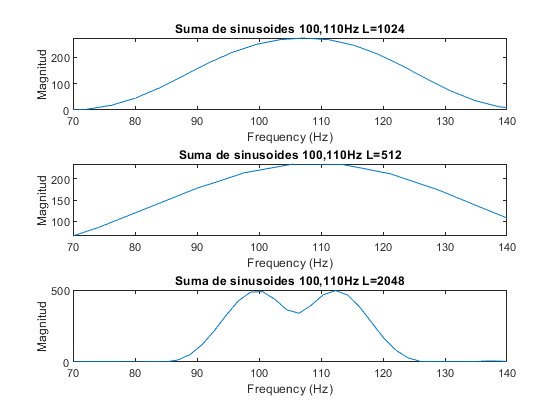 Suma de sinusoides 100,110Hz L=1024
Magnitud
200
100
0
70 80 90 100 110 120 130 140
Frequency (Hz)
Suma de sinusoides 100,110Hz L=512
Magnitud
200
150
100
70 80 90 100 110 120 130 140
Frequency (Hz)
Suma de sinusoides 100,110Hz L=2048
Magnitud
500
0
70 80 90 100 110 120 130 140
Frequency (Hz)